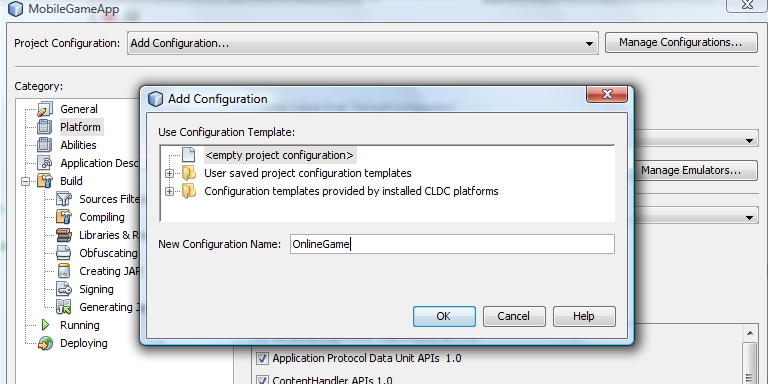 MobileGameApp
Project Configuration: Add Configuration... Manage Configurations...
Category:
General
Platform
Abilities
Application Desc
Build
Sources Filte
Compiling
Libraries & R
Obfuscating
Creating JAR
Signing
Generating J
Running
Deploying
Add Configuration
Use Configuration Template:
<empty project configuration>
User saved project configuration templates
Configuration templates provided by installed CLDC platforms
New Configuration Name: OnlineGame
OK Cancel Help
Manage Emulators...
Application Protocol Data Unit APIs 1.0
ContentHandler APIs 1.0